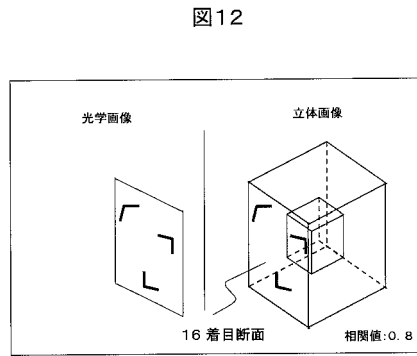 図12
光学画像
立体画像
16 着目断面
相関値:0.8